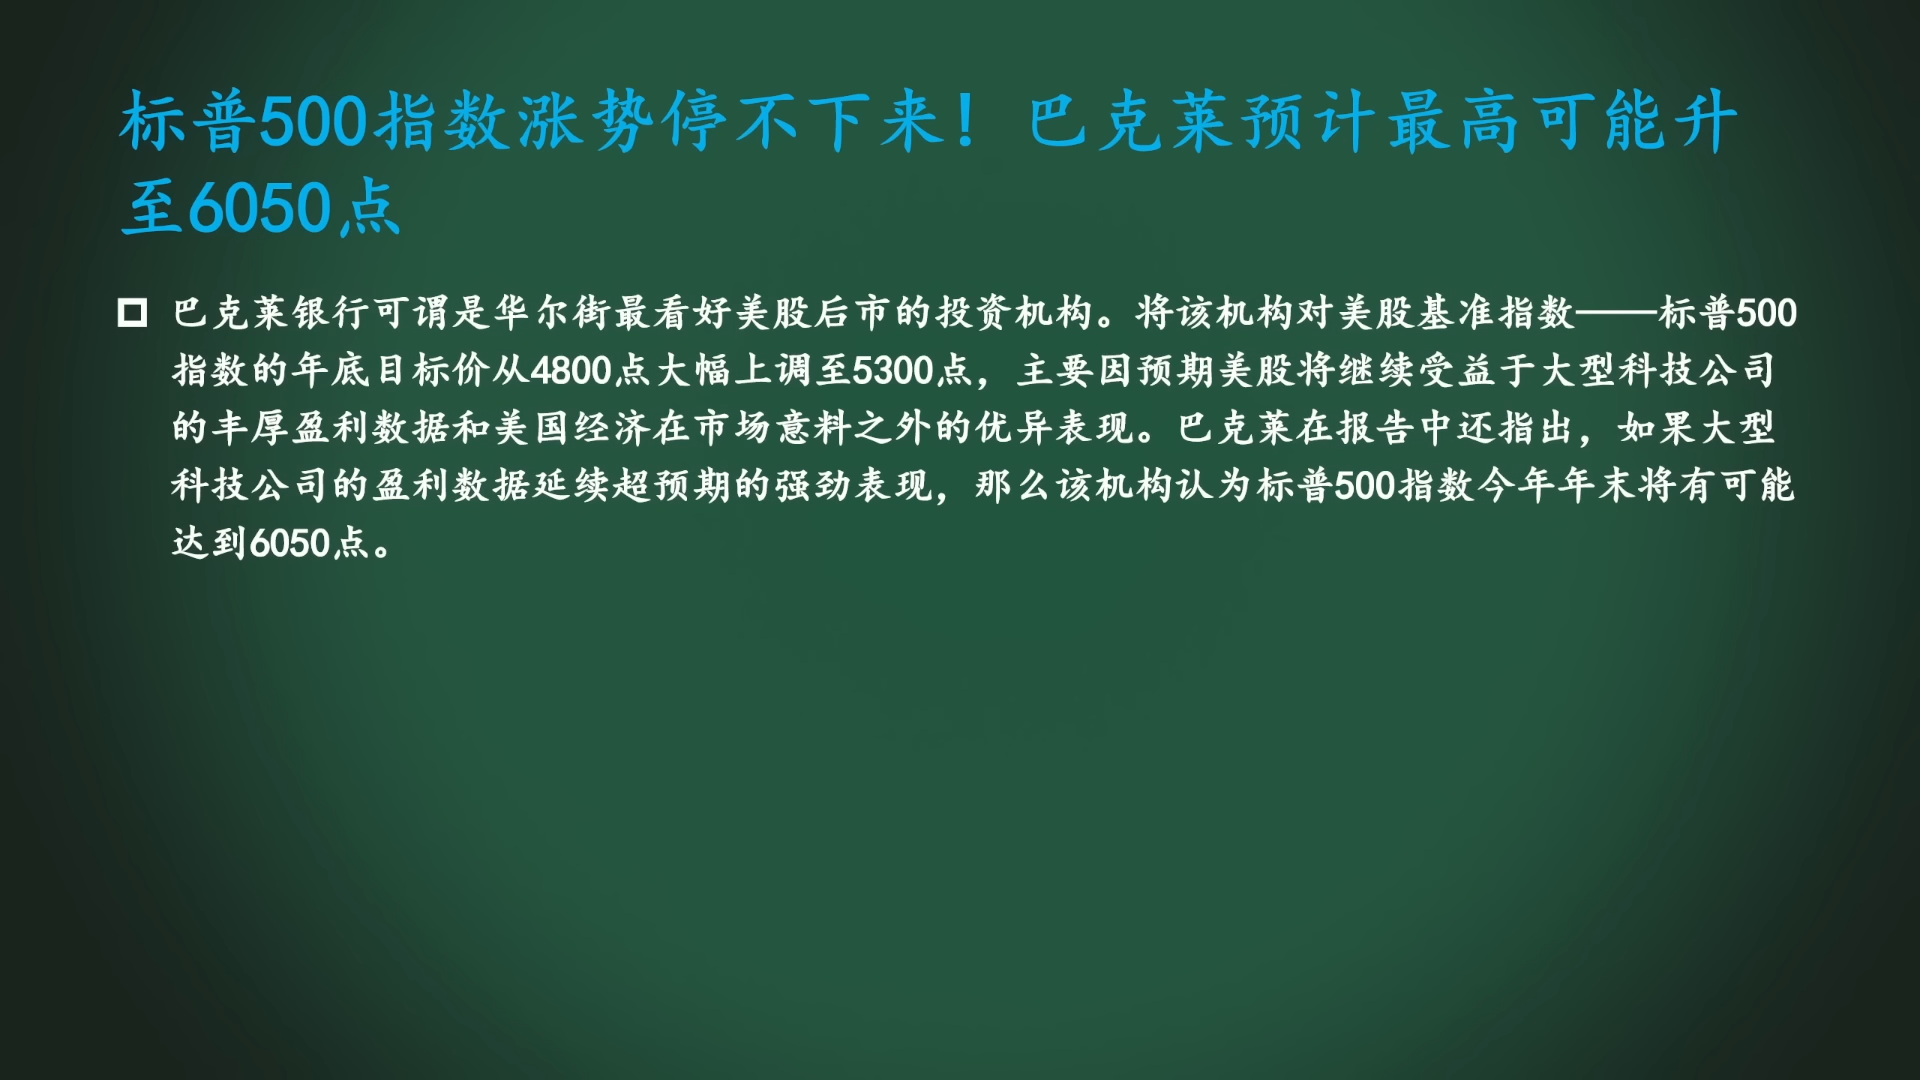 标普500指数涨势停不下来！巴克莱预计最高可能升
至6050点
巴克莱银行可谓是华尔街最看好美股后市的投资机构。将该机构对美股基准指数——标普500
指数的年底目标价从4800点大幅上调至5300点，主要因预期美股将继续受益于大型科技公司
的丰厚盈利数据和美国经济在市场意料之外的优异表现。巴克莱在报告中还指出，如果大型
科技公司的盈利数据延续超预期的强劲表现，那么该机构认为标普500指数今年年末将有可能
达到6050点。